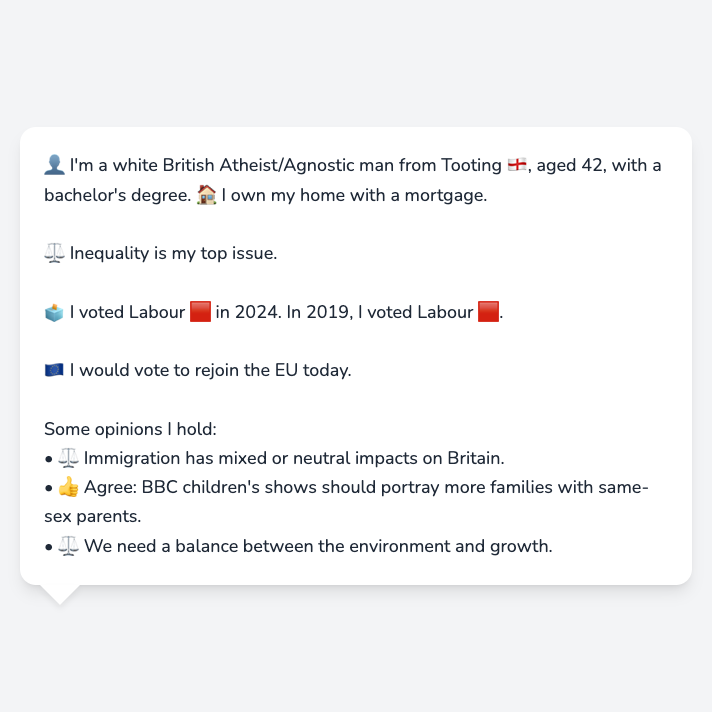 👤 I'm a white British Atheist/Agnostic man from Tooting 🏴󠁧󠁢󠁥󠁮󠁧󠁿, aged 42, with a
bachelor's degree. 🏠 I own my home with a mortgage.
⚖️ Inequality is my top issue.
🗳️ I voted Labour 🟥 in 2024. In 2019, I voted Labour 🟥.
🇪🇺 I would vote to rejoin the EU today.
Some opinions I hold:
• ⚖️ Immigration has mixed or neutral impacts on Britain.
• 👍 Agree: BBC children's shows should portray more families with same-
sex parents.
• ⚖️ We need a balance between the environment and growth.